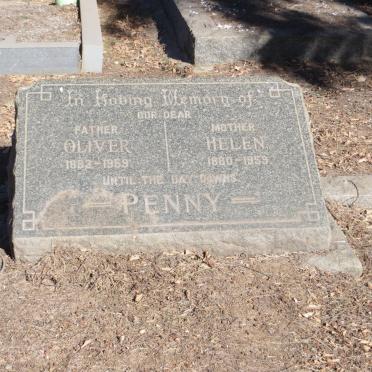 In Loving Memory of
OUR DEAR
FATHER MOTHER
OLIVER HELEN
1882-1959 1880-1953
UNTIL THE DAY DAWNS
PENNY